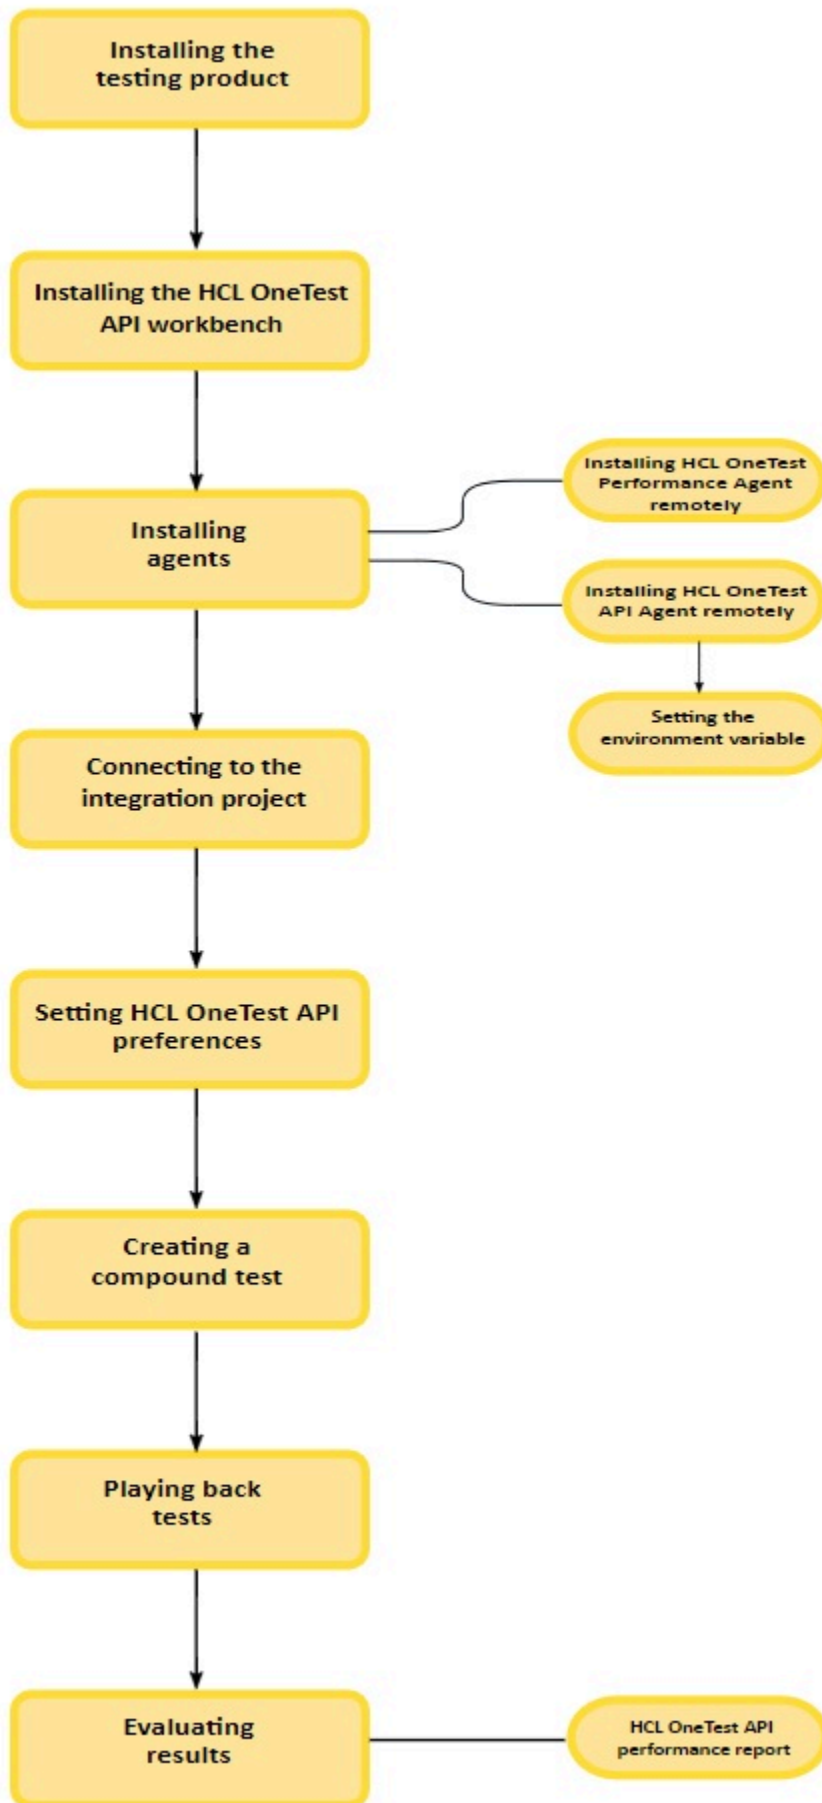 Installing the
testing product
Installing the HCL OneTest
API workbench
Installing
agents
Installing HCL OneTest
Performance Agent
remotely
Installing HCL OneTest
API Agent remotely
Setting the
environment variable
Connecting to the
integration project
Setting HCL OneTest API
preferences
Creating a
compound test
Playing back
tests
Evaluating
results
HCL OneTest API
performance report